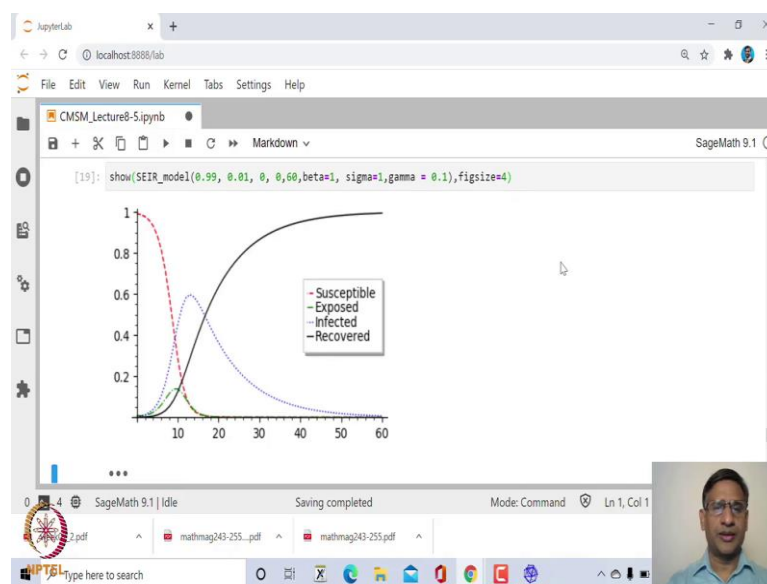 JupyterLab
localhost:8888/lab
File Edit View Run Kernel Tabs Settings Help
CMSM_Lecture8-5.ipynb
Markdown
SageMath 9.1
[19]: show(SEIR_model(0.99, 0.01, 0, 0,60,beta=1, sigma=1,gamma = 0.1),figsize=4)
1
0.8
0.6
0.4
0.2
10 20 30 40 50 60
Susceptible
Exposed
Infected
Recovered
0 4 SageMath 9.1 | Idle Saving completed Mode: Command Ln 1, Col 1
2.pdf mathmag243-255....pdf mathmag243-255.pdf
NPTEL
Type here to search